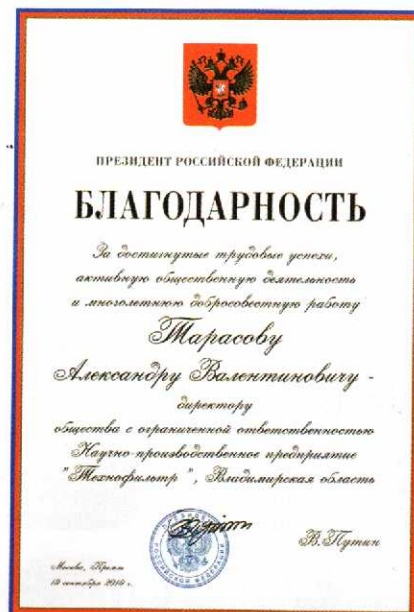 ПРЕЗИДЕНТ РОССИЙСКОЙ ФЕДЕРАЦИИ
БЛАГОДАРНОСТЬ
За достигнутые трудовые успехи,
активную общественную деятельность
и многолетнюю добросовестную работу
Тарасову
Александру Валентиновичу -
директору
общества с ограниченной ответственностью
Научно-производственное предприятие
"Технофильтр", Владимирская область
В.Путин
Москва, Кремль
сентября